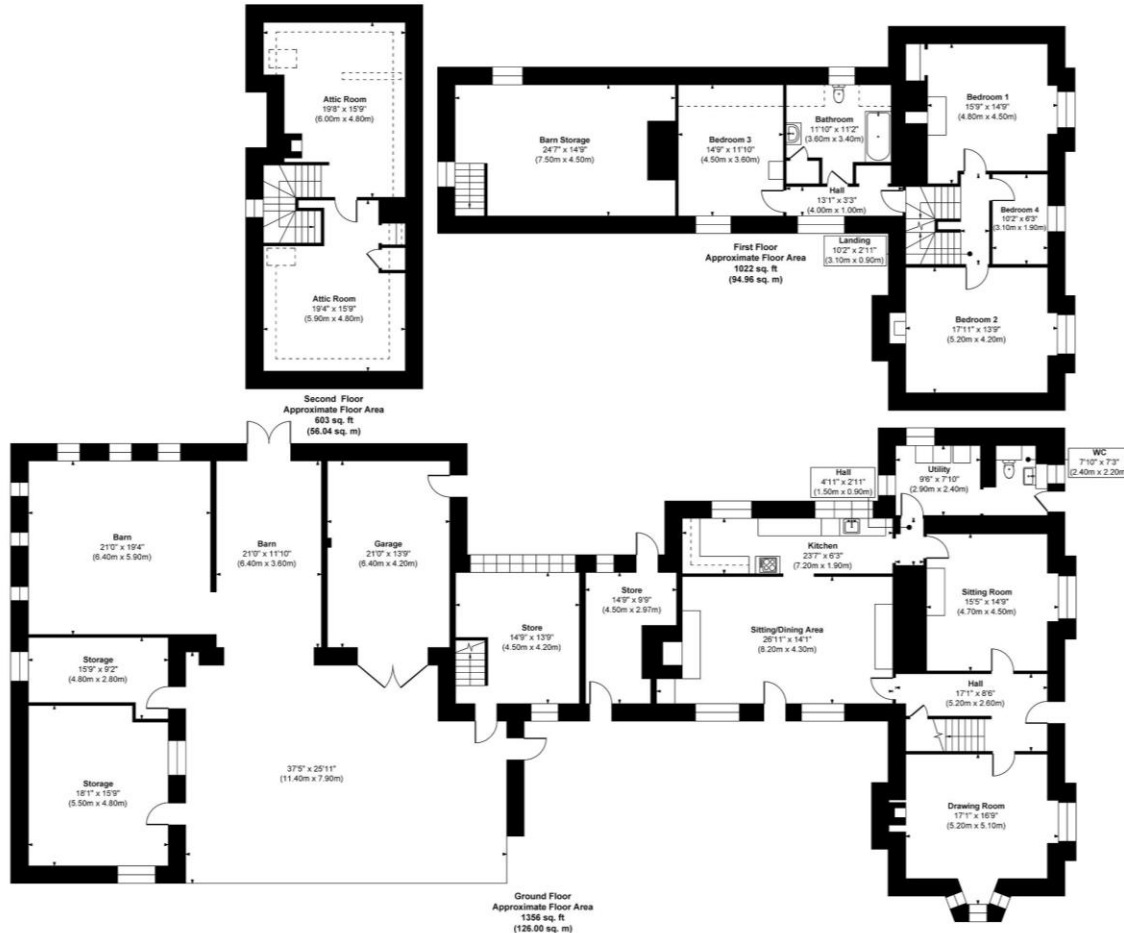 Attic Room
19'8" x 15'9"
(6.00m x 4.80m)
Attic Room
19'4" x 15'9"
(5.90m x 4.80m)
Second Floor
Approximate Floor Area
603 sq. ft
(56.04 sq. m)
Barn Storage
24'7" x 14'9"
(7.50m x 4.50m)
Bedroom 3
14'9" x 11'10"
(4.50m x 3.60m)
Bathroom
11'10" x 11'2"
(3.60m x 3.40m)
Hall
13'1" x 3'3"
(4.00m x 1.00m)
Landing
10'2" x 2'11"
(3.10m x 0.90m)
Bedroom 1
15'9" x 14'9"
(4.80m x 4.50m)
Bedroom 4
10'2" x 6'3"
(3.10m x 1.90m)
Bedroom 2
17'11" x 13'9"
(5.20m x 4.20m)
First Floor
Approximate Floor Area
1022 sq. ft
(94.96 sq. m)
Barn
21'0" x 19'4"
(6.40m x 5.90m)
Barn
21'0" x 11'10"
(6.40m x 3.60m)
Garage
21'0" x 13'9"
(6.40m x 4.20m)
Storage
15'9" x 9'2"
(4.80m x 2.80m)
Storage
18'1" x 15'9"
(5.50m x 4.80m)
37'5" x 25'11"
(11.40m x 7.90m)
Store
14'9" x 13'9"
(4.50m x 4.20m)
Store
14'9" x 9'9"
(4.50m x 2.97m)
Hall
4'11" x 2'11"
(1.50m x 0.90m)
Kitchen
23'7" x 6'3"
(7.20m x 1.90m)
Sitting/Dining Area
26'11" x 14'1"
(8.20m x 4.30m)
Utility
9'6" x 7'10"
(2.90m x 2.40m)
WC
7'10" x 7'3"
(2.40m x 2.20m)
Sitting Room
15'5" x 14'9"
(4.70m x 4.50m)
Hall
17'1" x 8'6"
(5.20m x 2.60m)
Drawing Room
17'1" x 16'9"
(5.20m x 5.10m)
Ground Floor
Approximate Floor Area
1356 sq. ft
(126.00 sq. m)